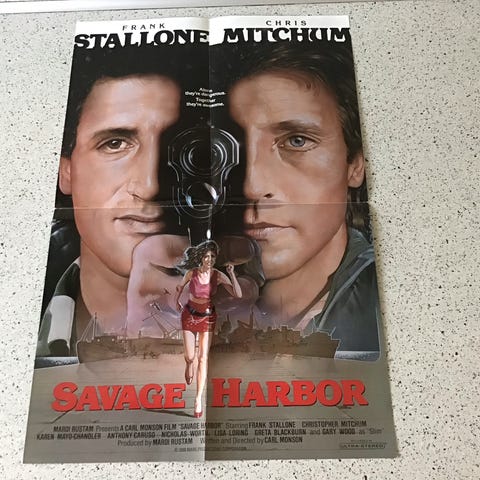 FRANK CHRIS
STALLONE MITCHUM
Alone
they're dangerous.
Together
they're awesome.
SAVAGE HARBOR
MARDI RUSTAM Presents A CARL MONSON FILM "SAVAGE HARBOR" Starring FRANK STALLONE CHRISTOPHER MITCHUM
KAREN MAYO-CHANDLER ANTHONY CARUSO NICHOLAS WORTH LISA LORING GRETA BLACKBURN and GARY WOOD as "Slim"
Produced by MARDI RUSTAM Written and Directed by CARL MONSON
ULTRA-STEREO